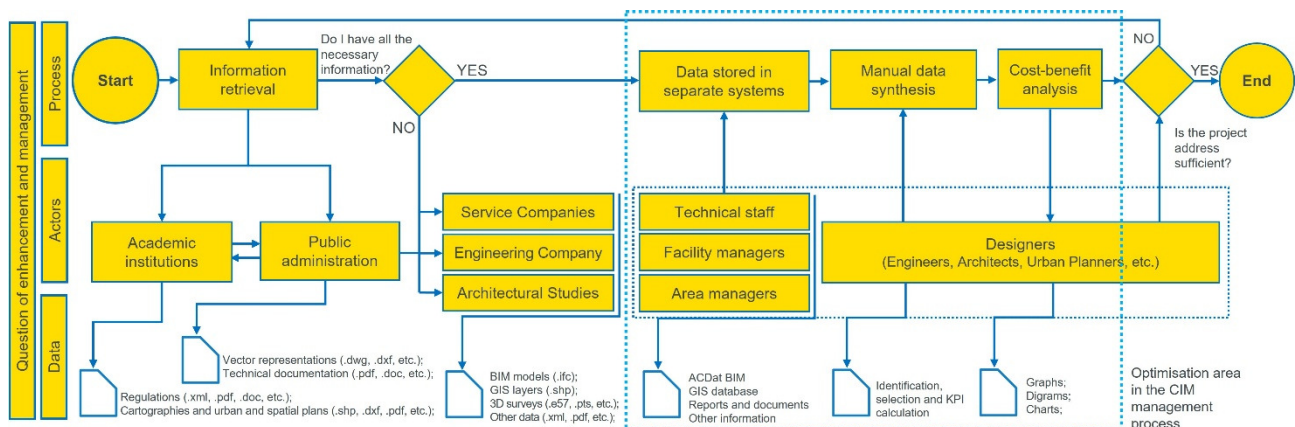 Question of enhancement and management
Process
Actors
Data
Start
Information
retrieval
Do I have all the
necessary
information?
YES
NO
Data stored in
separate systems
Manual data
synthesis
Cost-benefit
analysis
NO
YES
End
Is the project
address
sufficient?
Academic
institutions
Public
administration
Service Companies
Engineering Company
Architectural Studies
Technical staff
Facility managers
Area managers
Designers
(Engineers, Architects, Urban Planners, etc.)
Regulations (.xml, .pdf, .doc, etc.);
Cartographies and urban and spatial plans (.shp, .dxf, .pdf, etc.);
Vector representations (.dwg, .dxf, etc.);
Technical documentation (.pdf, .doc, etc.);
BIM models (.ifc);
GIS layers (.shp);
3D surveys (.e57, .pts, etc.);
Other data (.xml, .pdf, etc.);
ACDat BIM
GIS database
Reports and documents
Other information
Identification,
selection and KPI
calculation
Graphs;
Digrams;
Charts;
Optimisation area
in the CIM
management
process